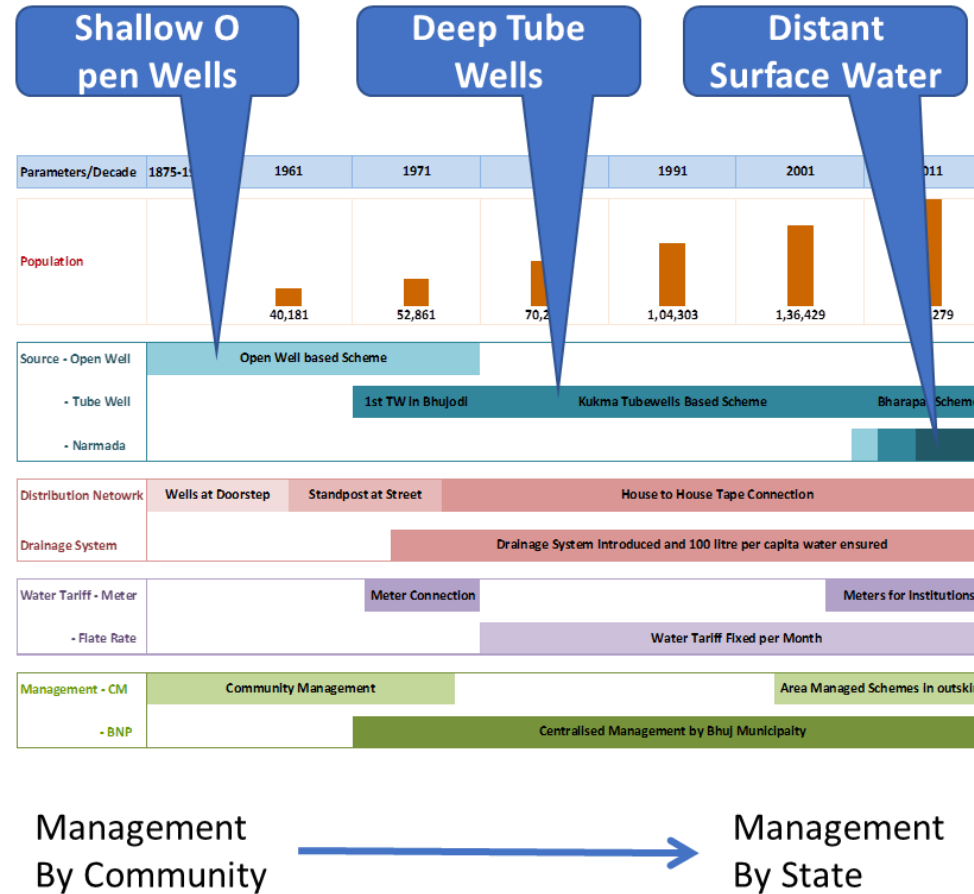 Shallow O
pen Wells
Deep Tube
Wells
Distant
Surface Water
Parameters/Decade 1875-1 1961 1971 1991 2001 011
Population
40,181 52,861 70,2 1,04,303 1,36,429 279
Source - Open Well Open Well based Scheme
- Tube Well 1st TW in Bhujodi Kukma Tubewells Based Scheme Bharapa Scheme
- Narmada
Distribution Netowrk Wells at Doorstep Standpost at Street House to House Tape Connection
Drainage System Drainage System Introduced and 100 litre per capita water ensured
Water Tariff - Meter Meter Connection Meters for Institutions
- Flate Rate Water Tariff Fixed per Month
Management - CM Community Management Area Managed Schemes in outski
- BNP Centralised Management by Bhuj Municipaity
Management
By Community
Management
By State